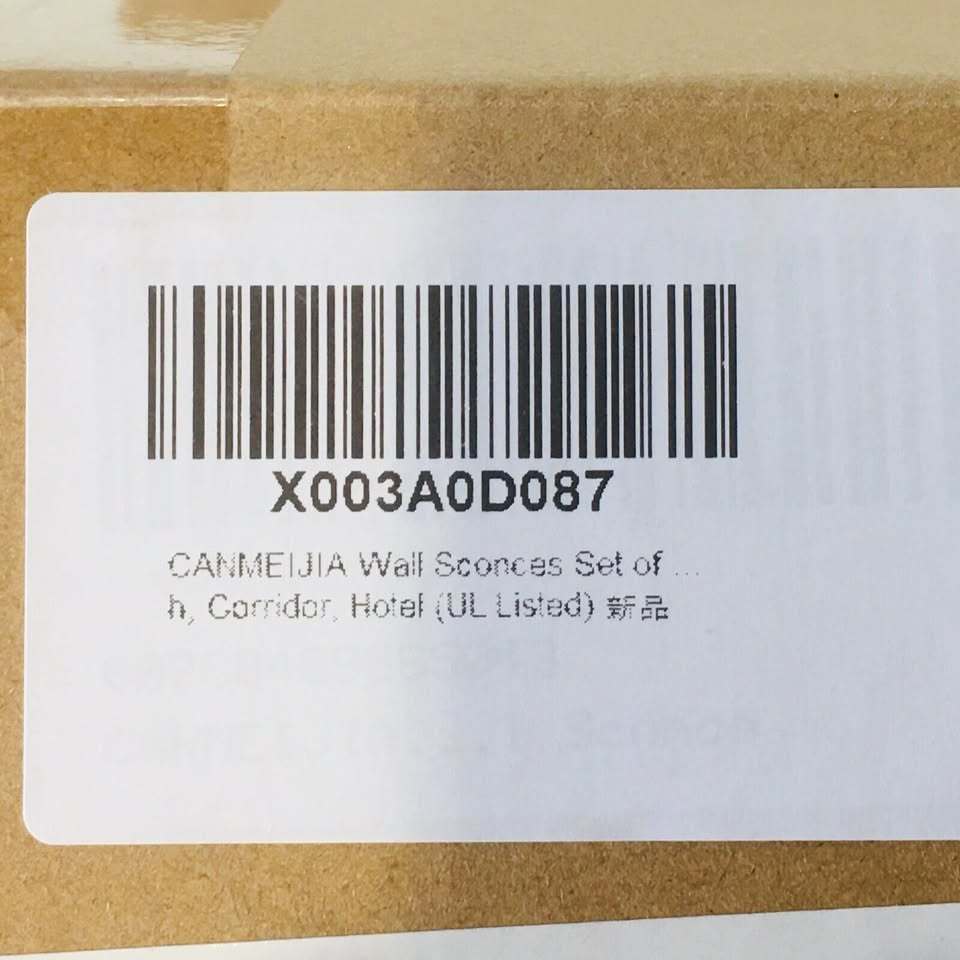 X003A0D087
CANMEIJIA Wall Sconces Set of ...
h, Corridor, Hotel (UL Listed) 新品